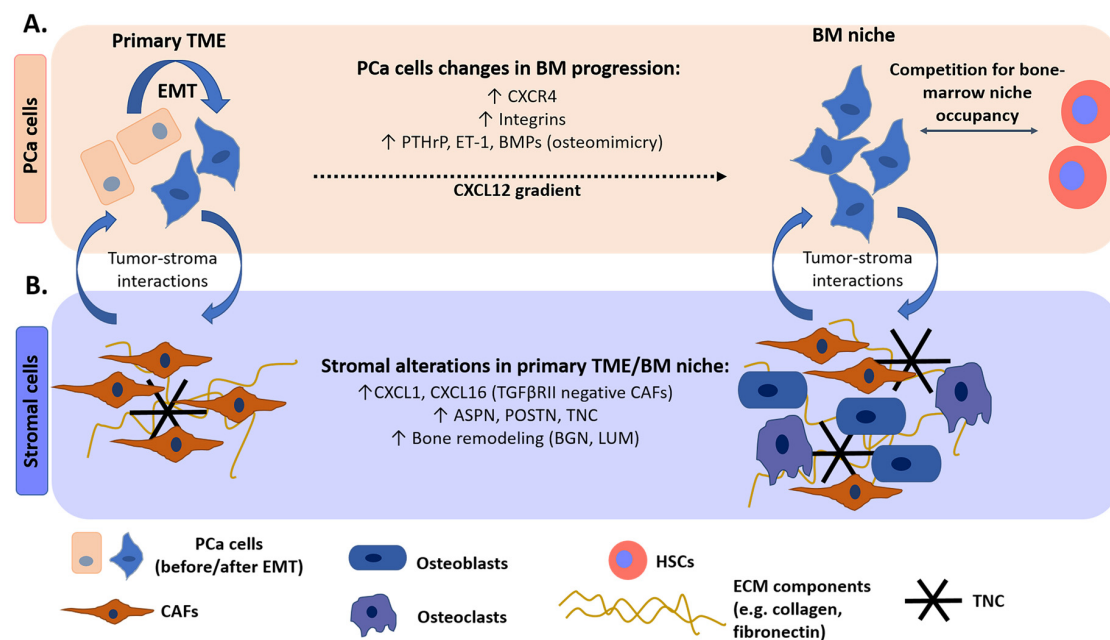 A.
Primary TME
EMT
PCa cells
PCa cells changes in BM progression:
↑ CXCR4
↑ Integrins
↑ PTHrP, ET-1, BMPs (osteomimicry)
CXCL12 gradient
BM niche
Competition for bone-
marrow niche
occupancy
Tumor-stroma
interactions
Tumor-stroma
interactions
B.
Stromal cells
Stromal alterations in primary TME/BM niche:
↑CXCL1, CXCL16 (TGFβRII negative CAFs)
↑ ASPN, POSTN, TNC
↑ Bone remodeling (BGN, LUM)
PCa cells
(before/after EMT)
CAFs
Osteoblasts
Osteoclasts
HSCs
ECM components
(e.g. collagen,
fibronectin)
TNC